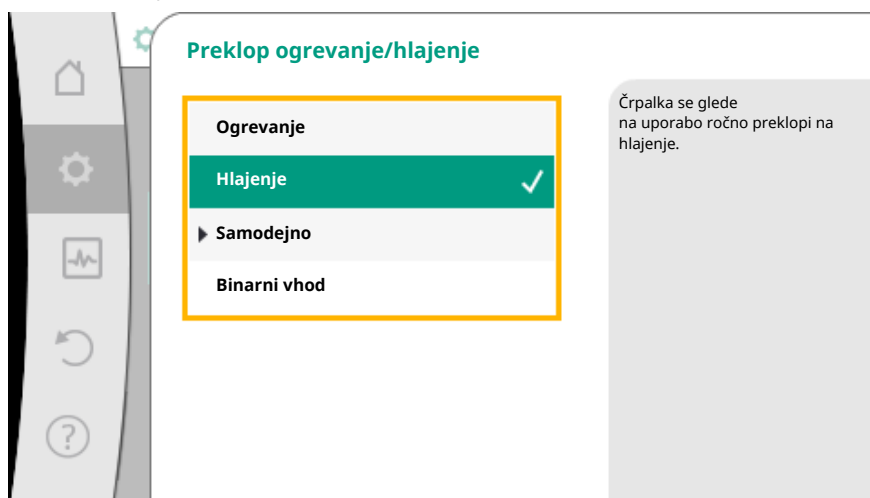 Preklop ogrevanje/hlajenje
Ogrevanje
Hlajenje
Samodejno
Binarni vhod
Črpalka se glede
na uporabo ročno preklopi na
hlajenje.
?